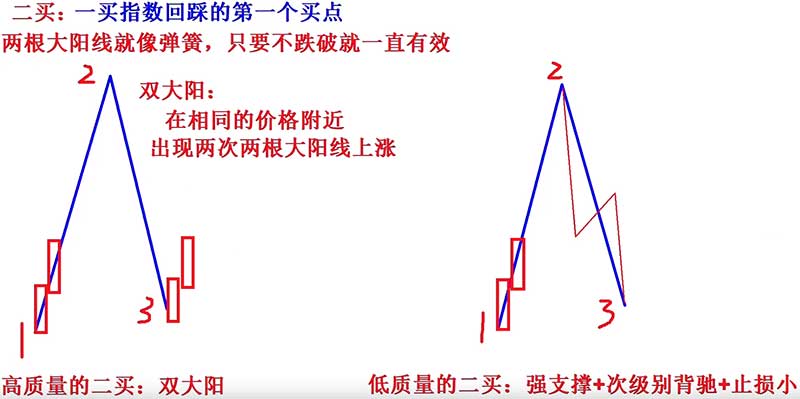 二买：一买指数回踩的第一个买点
两根大阳线就像弹簧，只要不跌破就一直有效
2
双大阳：
在相同的价格附近
出现两次两根大阳线上涨
1
3
2
1
3
高质量的二买：双大阳
低质量的二买：强支撑+次级别背驰+止损小